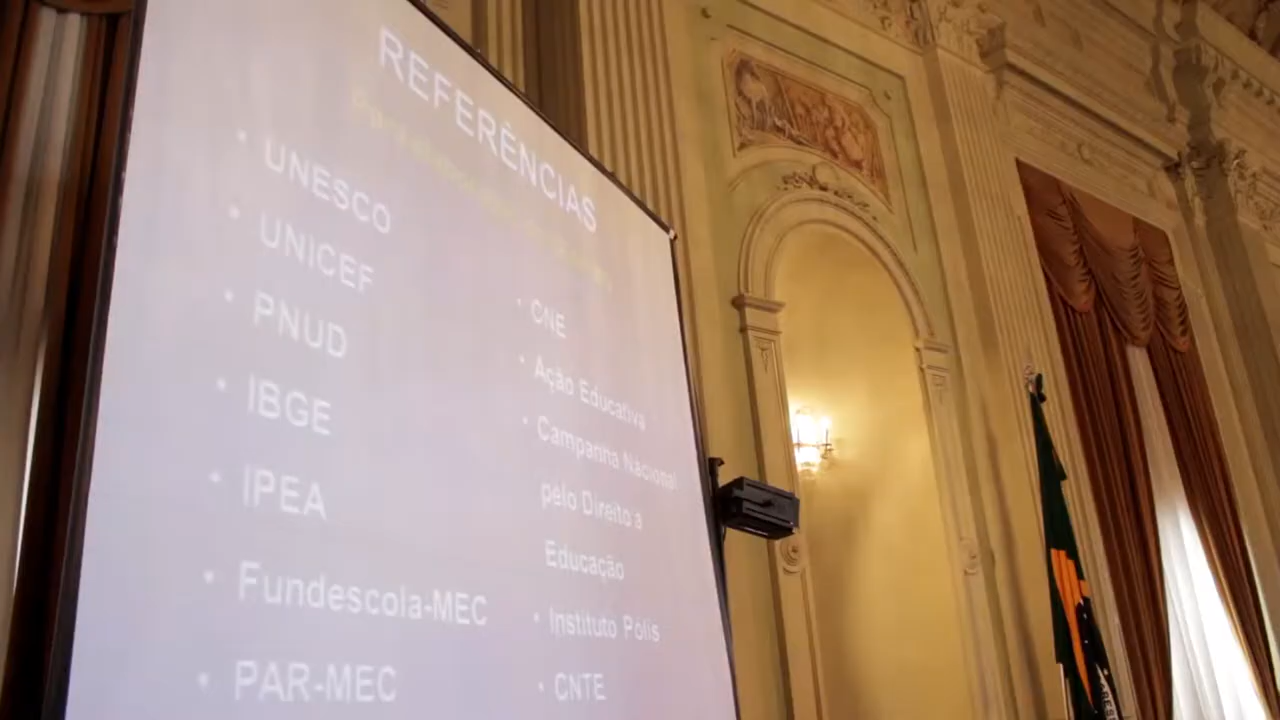 REFERÊNCIAS
• UNESCO
• UNICEF
• PNUD
• IBGE
• IPEA
• Fundescola-MEC
• PAR-MEC
• CNE
• Ação Educativa
• Campanha Nacional
pelo Direito a
Educação
• Instituto Polis
• CNTE